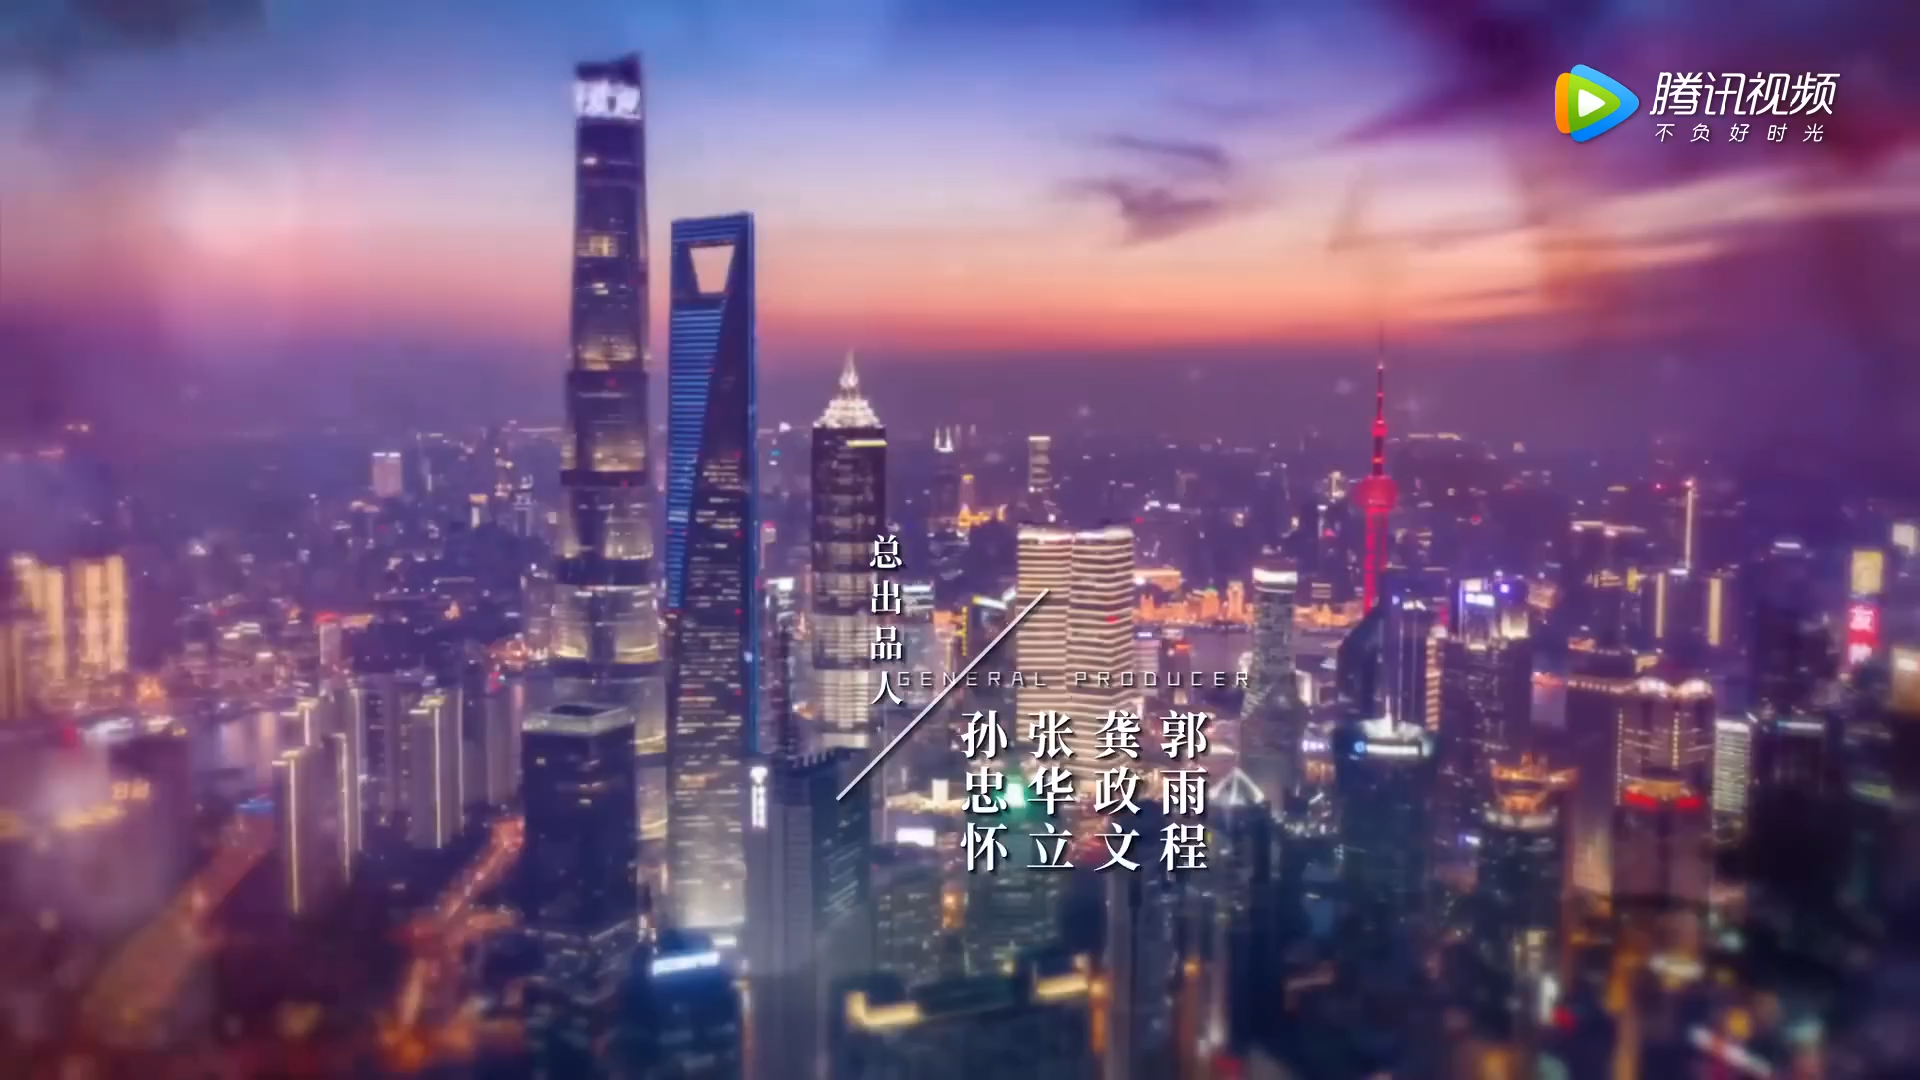 腾讯视频
不负好时光
总出品人
GENERAL PRODUCER
孙忠怀
张华立
龚政文
郭雨程